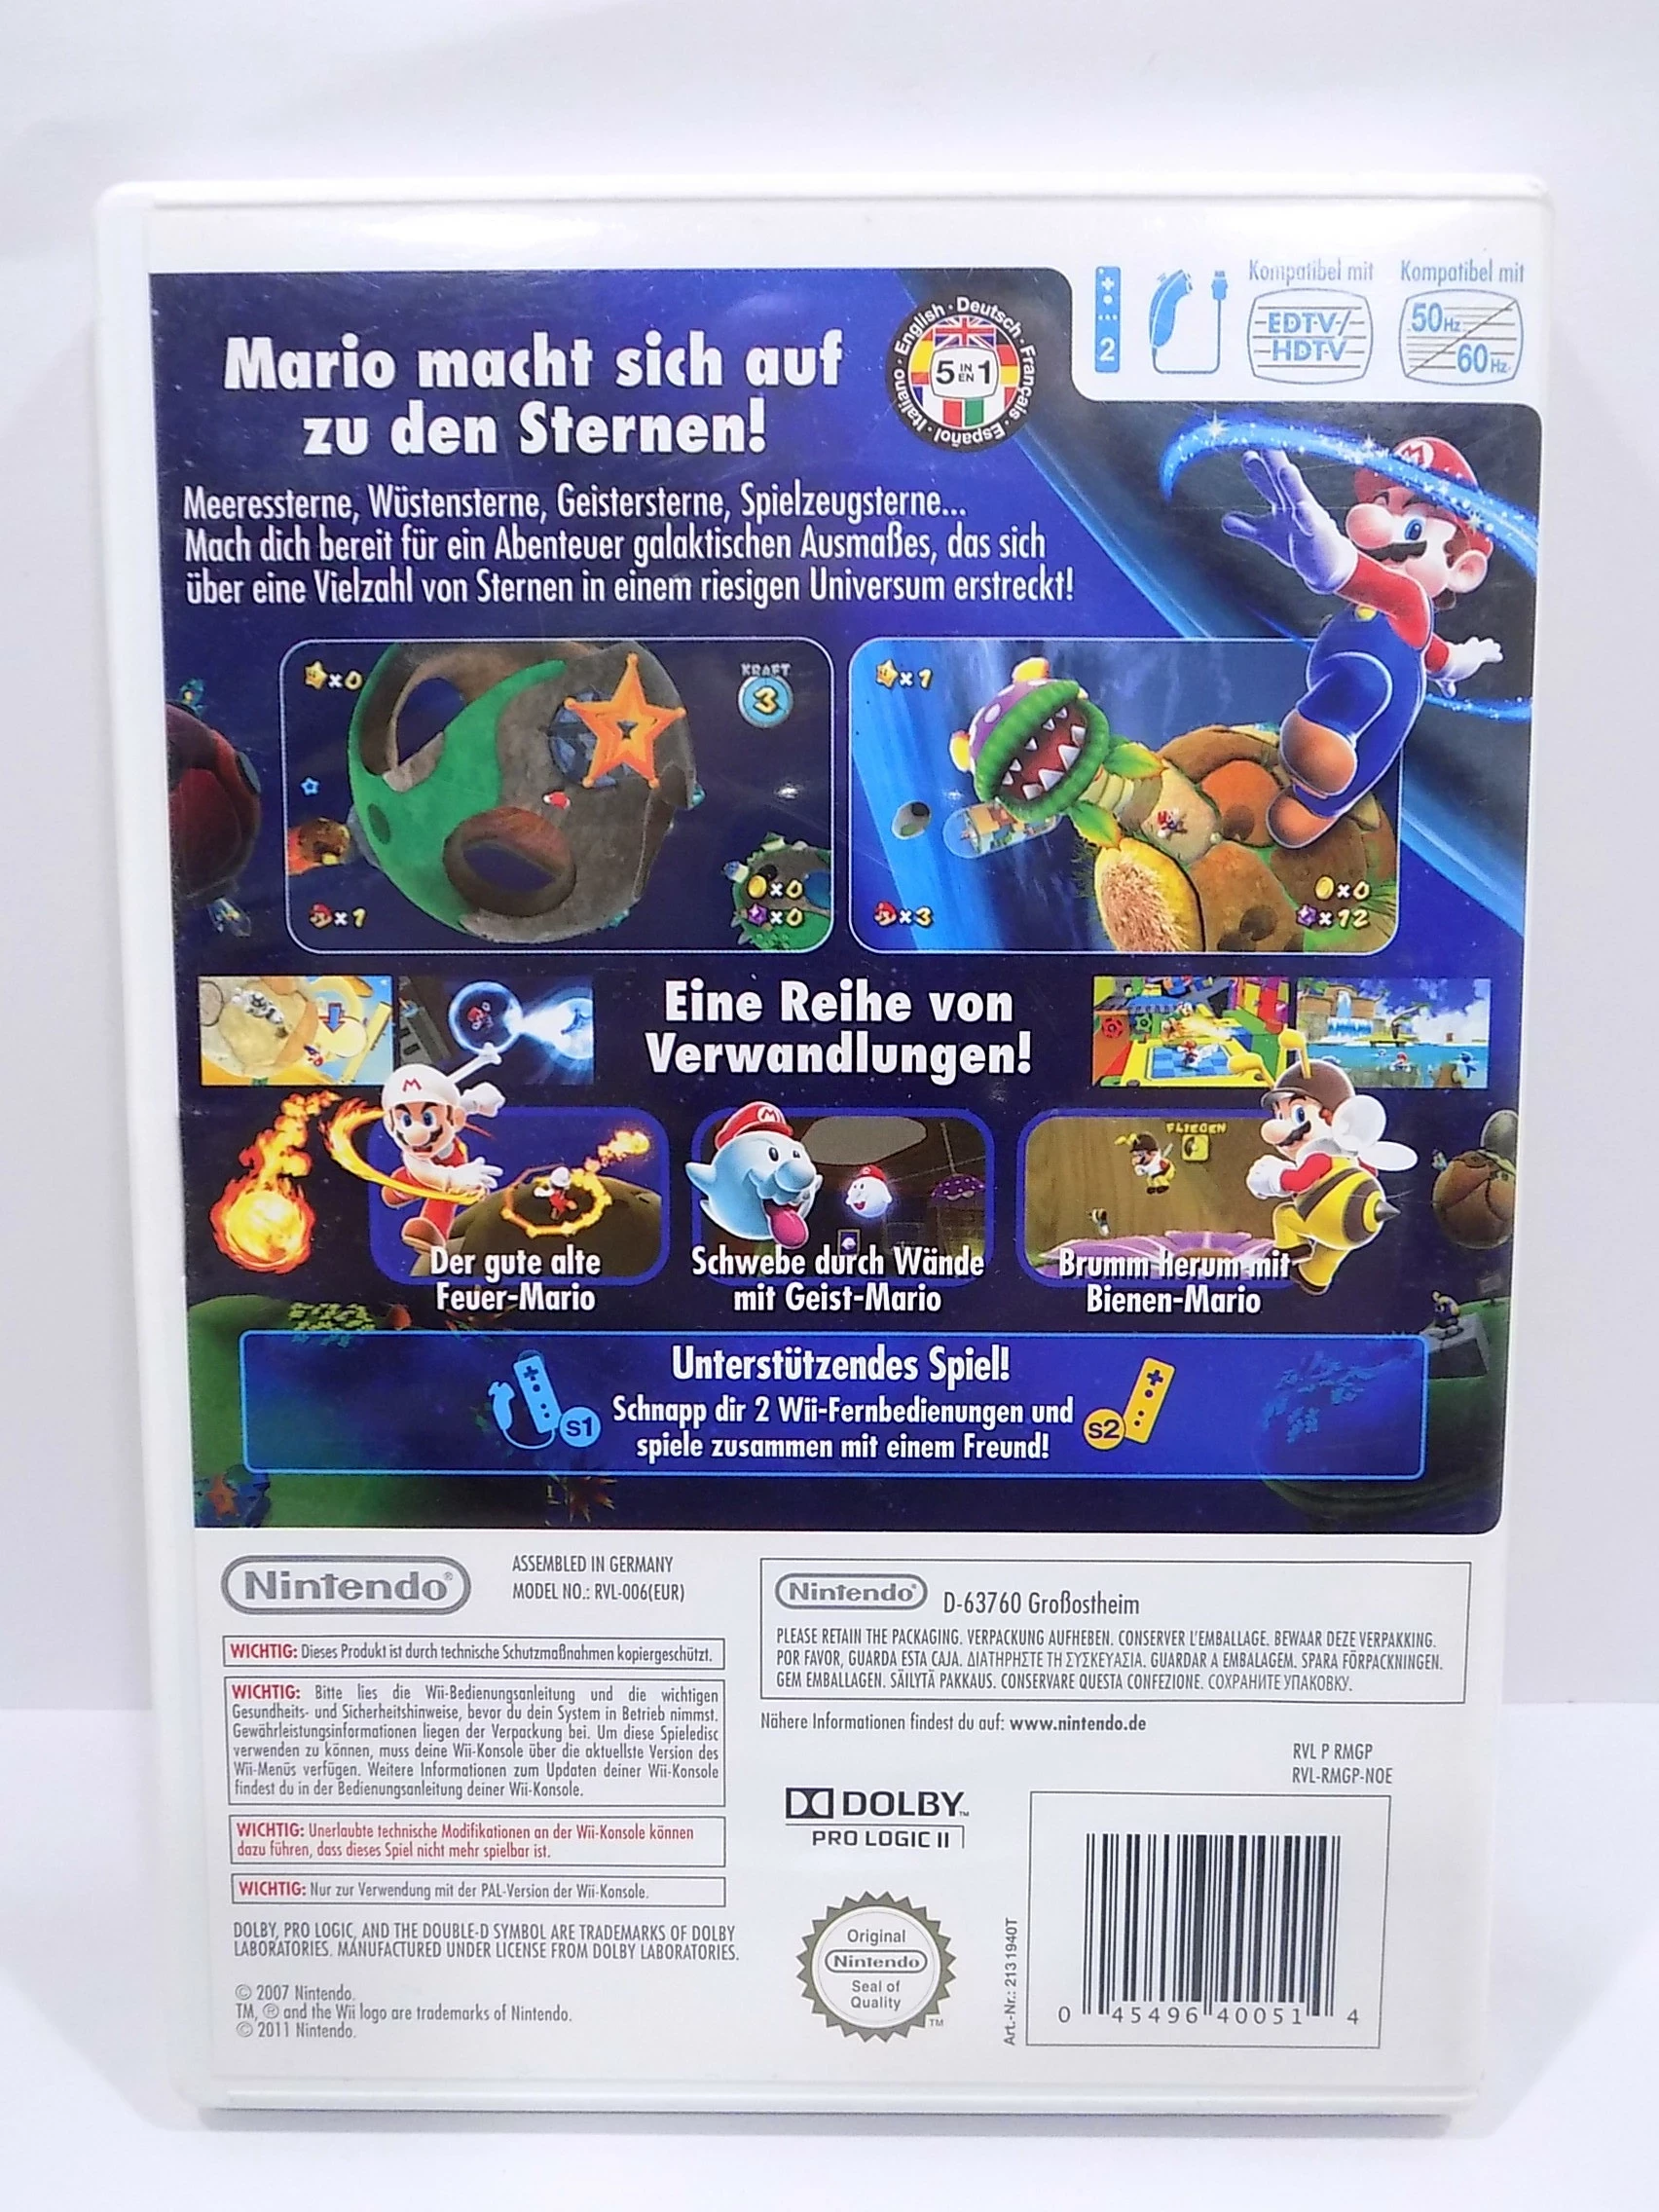 Kompatibel mit
Kompatibel mit
EDTV/
HDTV
50Hz
60Hz
2
English · Deutsch · Français · Español · Italiano
5 IN EN 1
Mario macht sich auf
zu den Sternen!
Meeressterne, Wüstensterne, Geistersterne, Spielzeugsterne...
Mach dich bereit für ein Abenteuer galaktischen Ausmaßes, das sich
über eine Vielzahl von Sternen in einem riesigen Universum erstreckt!
x0
KRAFT
3
x1
x0
x0
x1
x3
x0
x12
Eine Reihe von
Verwandlungen!
FLIEGEN
Der gute alte
Feuer-Mario
Schwebe durch Wände
mit Geist-Mario
Brumm herum mit
Bienen-Mario
Unterstützendes Spiel!
S1
Schnapp dir 2 Wii-Fernbedienungen und
spiele zusammen mit einem Freund!
S2
Nintendo®
ASSEMBLED IN GERMANY
MODEL NO.: RVL-006(EUR)
WICHTIG: Dieses Produkt ist durch technische Schutzmaßnahmen kopiergeschützt.
WICHTIG: Bitte lies die Wii-Bedienungsanleitung und die wichtigen
Gesundheits- und Sicherheitshinweise, bevor du dein System in Betrieb nimmst.
Gewährleistungsinformationen liegen der Verpackung bei. Um diese Spieledisc
verwenden zu können, muss deine Wii-Konsole über die aktuellste Version des
Wii-Menüs verfügen. Weitere Informationen zum Updaten deiner Wii-Konsole
findest du in der Bedienungsanleitung deiner Wii-Konsole.
WICHTIG: Unerlaubte technische Modifikationen an der Wii-Konsole können
dazu führen, dass dieses Spiel nicht mehr spielbar ist.
WICHTIG: Nur zur Verwendung mit der PAL-Version der Wii-Konsole.
DOLBY, PRO LOGIC, AND THE DOUBLE-D SYMBOL ARE TRADEMARKS OF DOLBY
LABORATORIES. MANUFACTURED UNDER LICENSE FROM DOLBY LABORATORIES.
© 2007 Nintendo.
TM, ® and the Wii logo are trademarks of Nintendo.
© 2011 Nintendo.
Nintendo®
D-63760 Großostheim
PLEASE RETAIN THE PACKAGING. VERPACKUNG AUFHEBEN. CONSERVER L'EMBALLAGE. BEWAAR DEZE VERPAKKING.
POR FAVOR, GUARDA ESTA CAJA. ΔΙΑΤΗΡΗΣΤΕ ΤΗ ΣΥΣΚΕΥΑΣΙΑ. GUARDAR A EMBALAGEM. SPARA FÖRPACKNINGEN.
GEM EMBALLAGEN. SÄILYTÄ PAKKAUS. CONSERVARE QUESTA CONFEZIONE. СОХРАНИТЕ УПАКОВКУ.
Nähere Informationen findest du auf: www.nintendo.de
RVL P RMGP
RVL-RMGP-NOE
DOLBY™
PRO LOGIC II
Original
Nintendo
Seal of
Quality
TM
Art.-Nr.: 2131940T
0 45496 40051 4